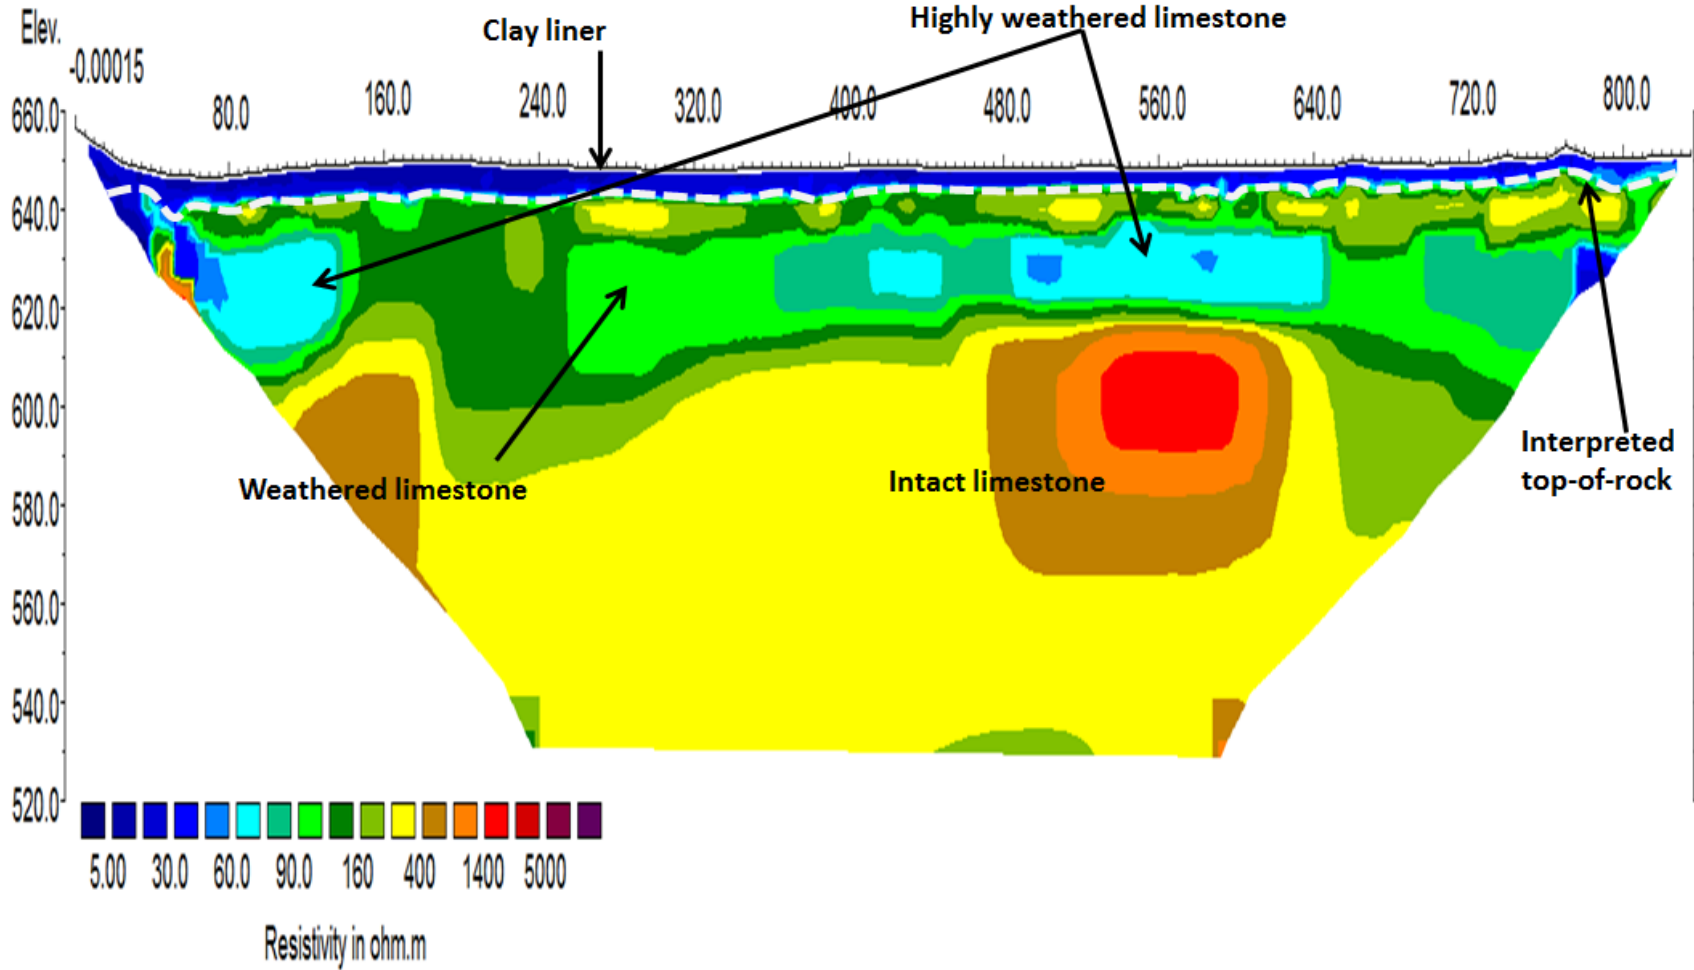 Elev.
Clay liner
Highly weathered limestone
-0.00015
80.0
160.0
240.0
320.0
400.0
480.0
560.0
640.0
720.0
800.0
660.0
640.0
620.0
600.0
580.0
560.0
540.0
520.0
Weathered limestone
Intact limestone
Interpreted
top-of-rock
5.00 30.0 60.0 90.0 160 400 1400 5000
Resistivity in ohm.m